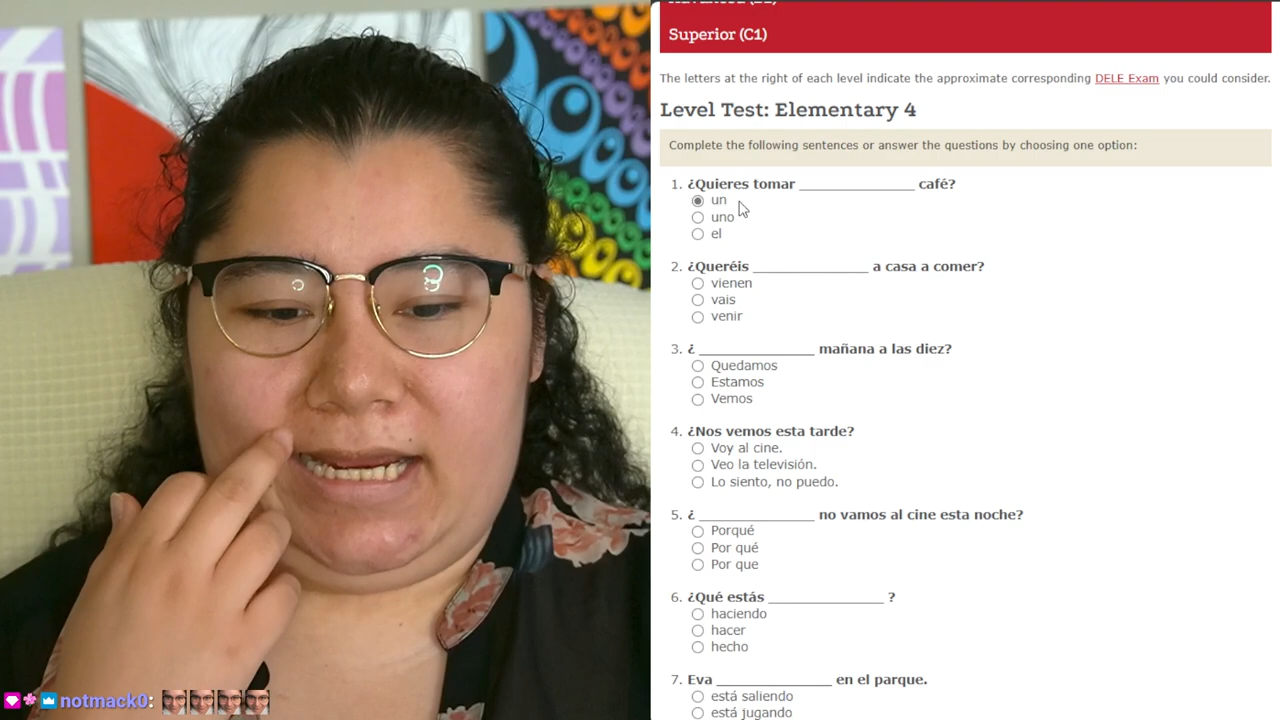 Superior (C1)
The letters at the right of each level indicate the approximate corresponding DELE Exam you could consider.
Level Test: Elementary 4
Complete the following sentences or answer the questions by choosing one option:
1. ¿Quieres tomar _______________ café?
un
uno
el
2. ¿Queréis _______________ a casa a comer?
vienen
vais
venir
3. ¿ _______________ mañana a las diez?
Quedamos
Estamos
Vemos
4. ¿Nos vemos esta tarde?
Voy al cine.
Veo la televisión.
Lo siento, no puedo.
5. ¿ _______________ no vamos al cine esta noche?
Porqué
Por qué
Por que
6. ¿Qué estás _______________ ?
haciendo
hacer
hecho
7. Eva _______________ en el parque.
está saliendo
está jugando
notmack0: